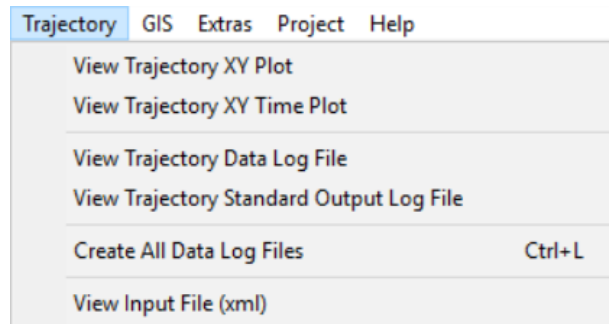 Trajectory GIS Extras Project Help
View Trajectory XY Plot
View Trajectory XY Time Plot
View Trajectory Data Log File
View Trajectory Standard Output Log File
Create All Data Log Files Ctrl+L
View Input File (xml)